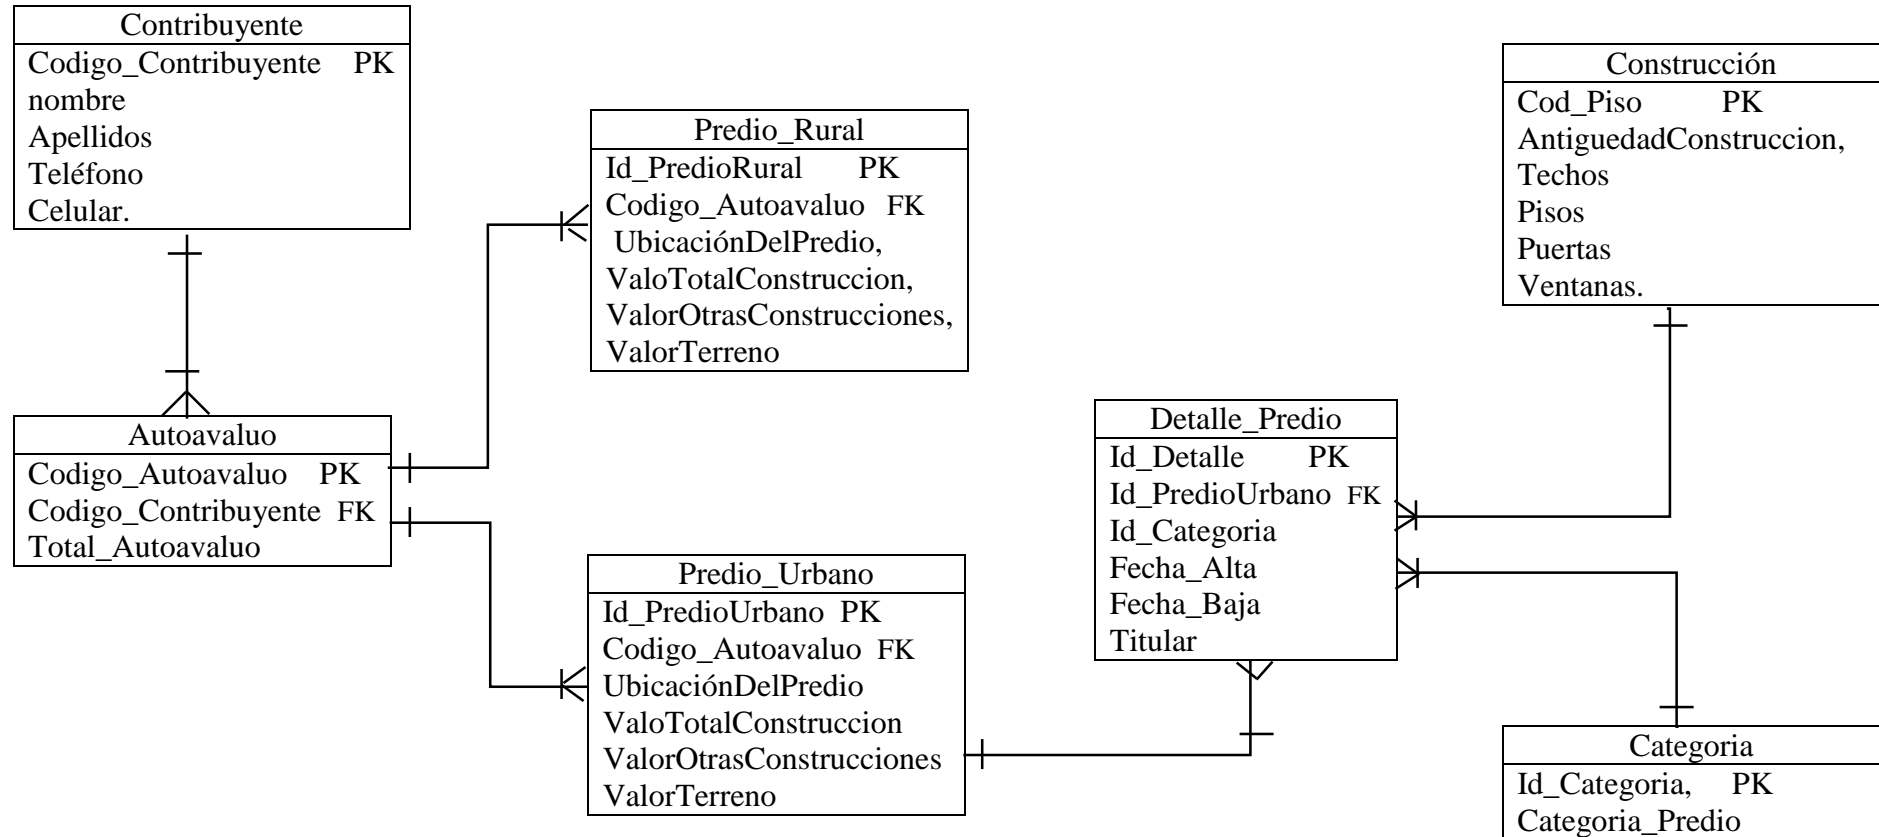 Contribuyente
Codigo_Contribuyente PK
nombre
Apellidos
Teléfono
Celular.
Predio_Rural
Id_PredioRural PK
Codigo_Autoavaluo FK
UbicaciónDelPredio,
ValoTotalConstruccion,
ValorOtrasConstrucciones,
ValorTerreno
Construcción
Cod_Piso PK
AntiguedadConstruccion,
Techos
Pisos
Puertas
Ventanas.
Autoavaluo
Codigo_Autoavaluo PK
Codigo_Contribuyente FK
Total_Autoavaluo
Predio_Urbano
Id_PredioUrbano PK
Codigo_Autoavaluo FK
UbicaciónDelPredio
ValoTotalConstruccion
ValorOtrasConstrucciones
ValorTerreno
Detalle_Predio
Id_Detalle PK
Id_PredioUrbano FK
Id_Categoria
Fecha_Alta
Fecha_Baja
Titular
Categoria
Id_Categoria, PK
Categoria_Predio